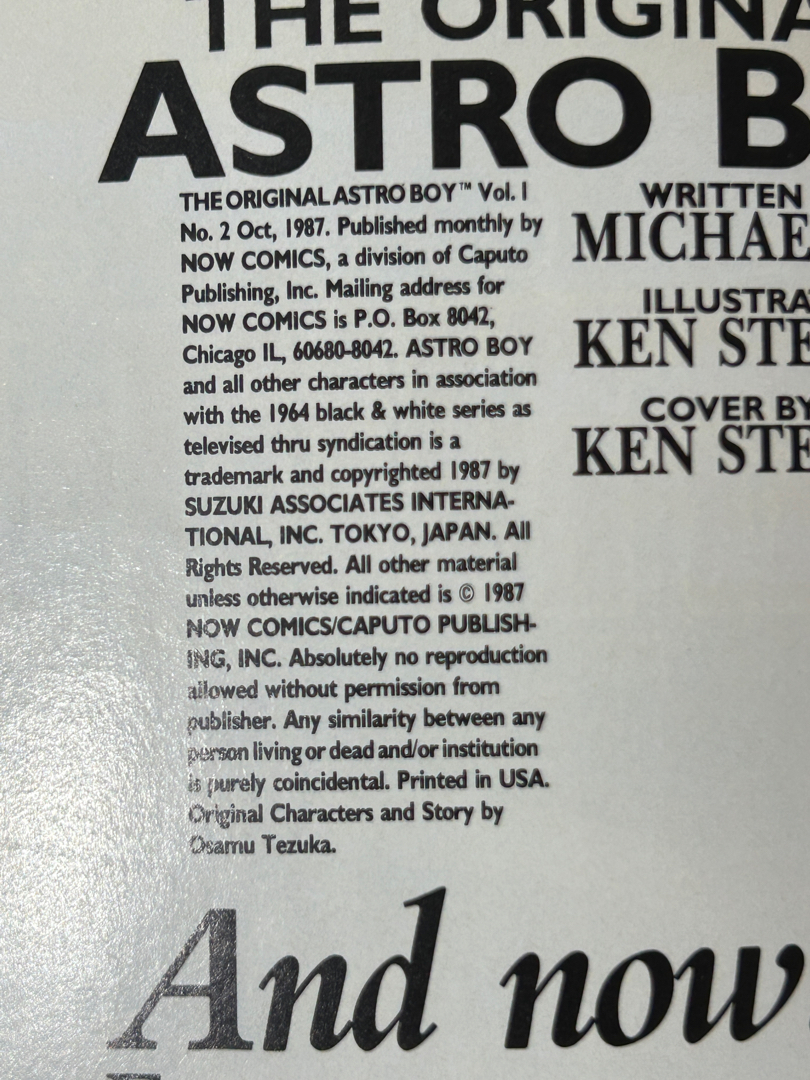 THE ORIGINA
ASTRO B
THE ORIGINAL ASTRO BOY™ Vol. 1
No. 2 Oct, 1987. Published monthly by
NOW COMICS, a division of Caputo
Publishing, Inc. Mailing address for
NOW COMICS is P.O. Box 8042,
Chicago IL, 60680-8042. ASTRO BOY
and all other characters in association
with the 1964 black & white series as
televised thru syndication is a
trademark and copyrighted 1987 by
SUZUKI ASSOCIATES INTERNA-
TIONAL, INC. TOKYO, JAPAN. All
Rights Reserved. All other material
unless otherwise indicated is © 1987
NOW COMICS/CAPUTO PUBLISH-
ING, INC. Absolutely no reproduction
allowed without permission from
publisher. Any similarity between any
person living or dead and/or institution
is purely coincidental. Printed in USA.
Original Characters and Story by
Osamu Tezuka.
WRITTEN
MICHAE
ILLUSTRA
KEN STE
COVER BY
KEN STE
And now